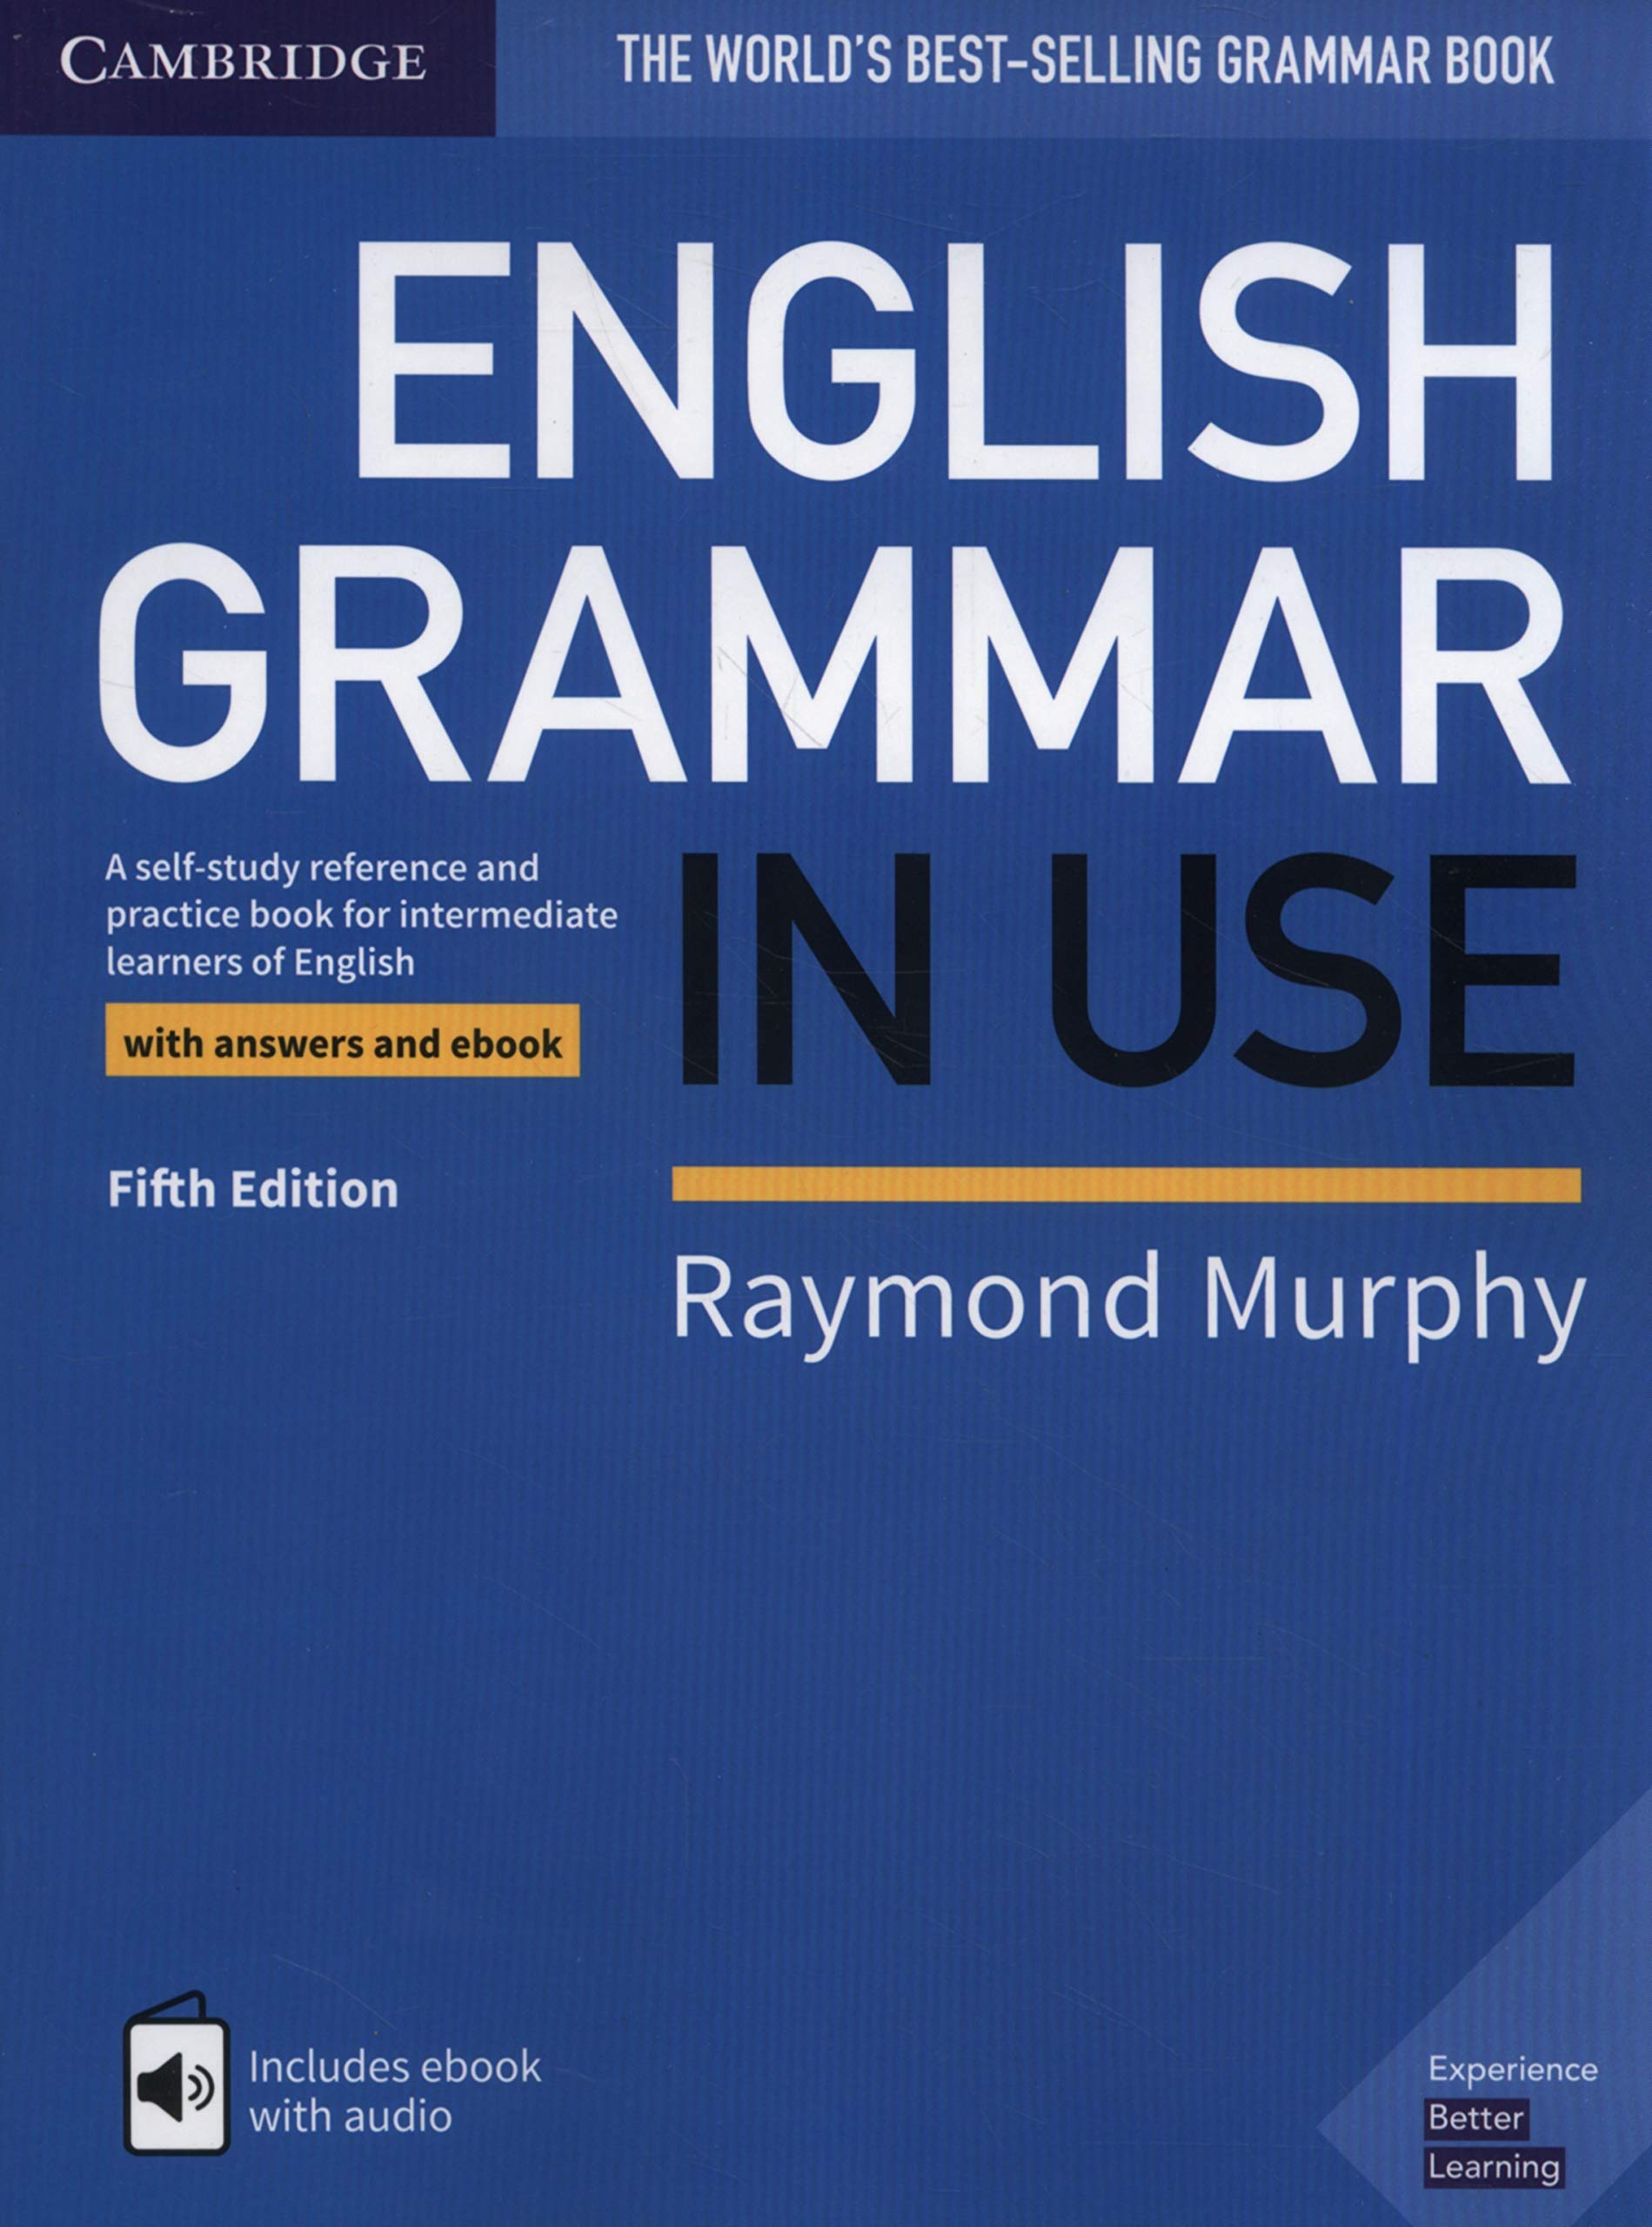 CAMBRIDGE
THE WORLD'S BEST-SELLING GRAMMAR BOOK
ENGLISH
GRAMMAR
IN USE
A self-study reference and
practice book for intermediate
learners of English
with answers and ebook
Fifth Edition
Raymond Murphy
Includes ebook
with audio
Experience
Better
Learning